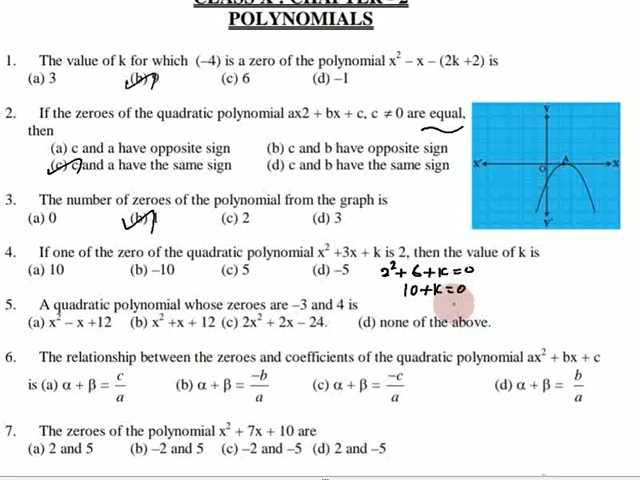 CLASS X : CHAPTER - 2
POLYNOMIALS
1. The value of k for which (–4) is a zero of the polynomial x² – x – (2k +2) is
(a) 3 (b) 9 (c) 6 (d) –1
2. If the zeroes of the quadratic polynomial ax2 + bx + c, c ≠ 0 are equal,
then
(a) c and a have opposite sign (b) c and b have opposite sign
(c) c and a have the same sign (d) c and b have the same sign
Y
X' O A X
Y'
3. The number of zeroes of the polynomial from the graph is
(a) 0 (b) 1 (c) 2 (d) 3
4. If one of the zero of the quadratic polynomial x² +3x + k is 2, then the value of k is
(a) 10 (b) –10 (c) 5 (d) –5 2²+6+k=0
10+k=0
5. A quadratic polynomial whose zeroes are –3 and 4 is
(a) x² – x +12 (b) x² +x + 12 (c) 2x² + 2x – 24. (d) none of the above.
6. The relationship between the zeroes and coefficients of the quadratic polynomial ax² + bx + c
is (a) α + β = c/a (b) α + β = –b/a (c) α + β = –c/a (d) α + β = b/a
7. The zeroes of the polynomial x² + 7x + 10 are
(a) 2 and 5 (b) –2 and 5 (c) –2 and –5 (d) 2 and –5